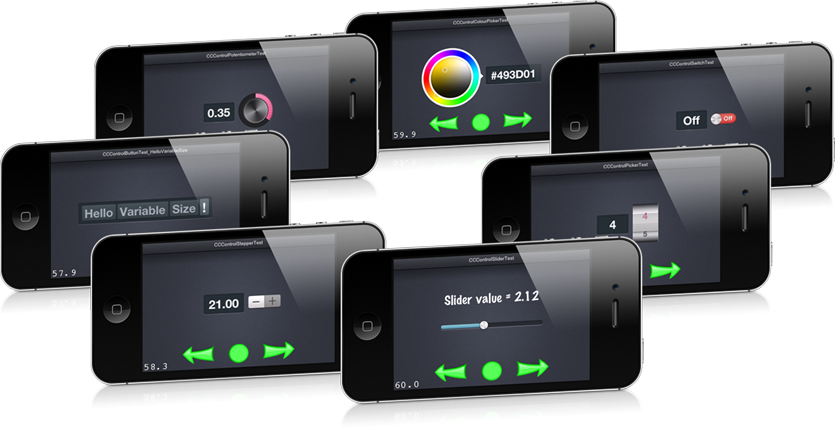 CCControlPotentiometerTest
0.35
CCControlColourPickerTest
#493D01
59.9
CCControlSwitchTest
Off
Off
CCControlButtonTest_HelloVariableSize
Hello Variable Size !
57.9
CCControlPickerTest
4
4
5
CCControlStepperTest
21.00
− +
58.3
CCControlSliderTest
Slider value = 2.12
60.0